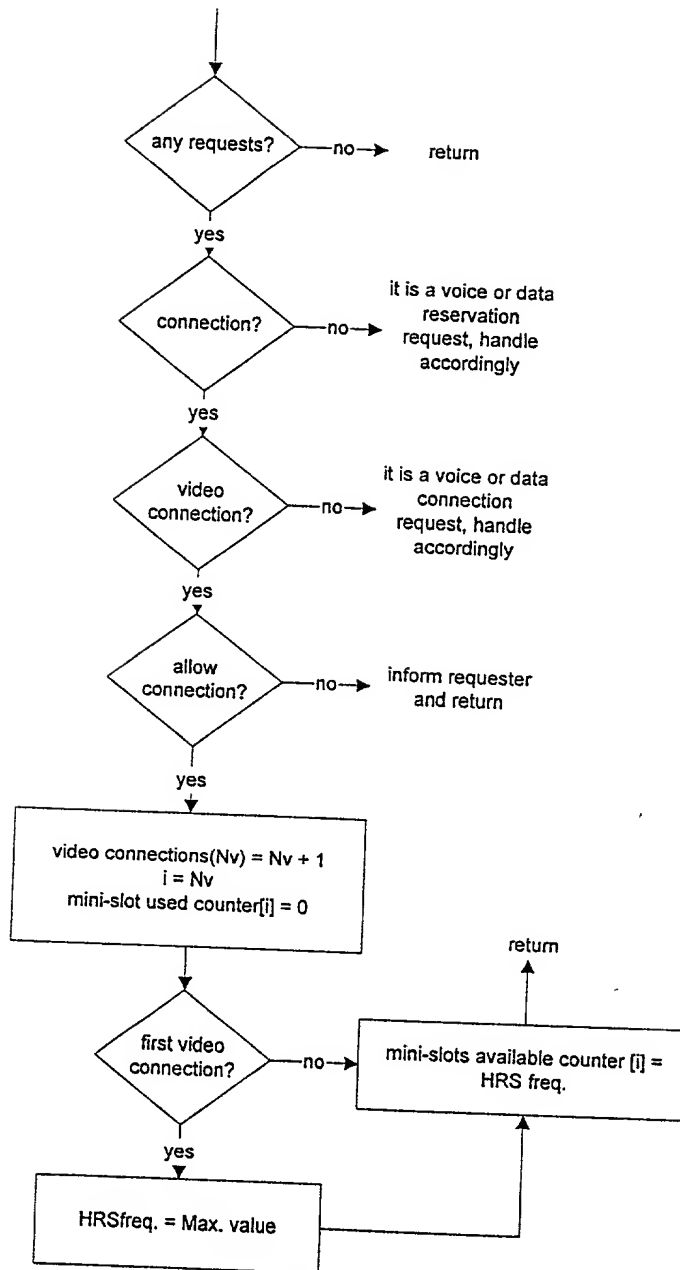 any requests?
no
return
yes
connection?
no
it is a voice or data
reservation
request, handle
accordingly
yes
video
connection?
no
it is a voice or data
connection
request, handle
accordingly
yes
allow
connection?
no
inform requester
and return
yes
video connections(Nv) = Nv + 1
i = Nv
mini-slot used counter[i] = 0
return
first video
connection?
no
mini-slots available counter [i] =
HRS freq.
yes
HRSfreq. = Max. value